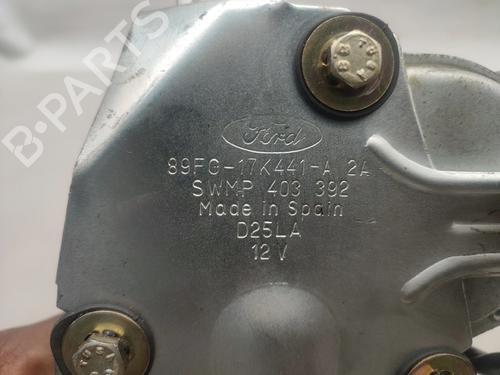 B-PARTS
Ford
89FG-17K441-A 2A
SWMP 403 392
Made in Spain
D25LA
12 V